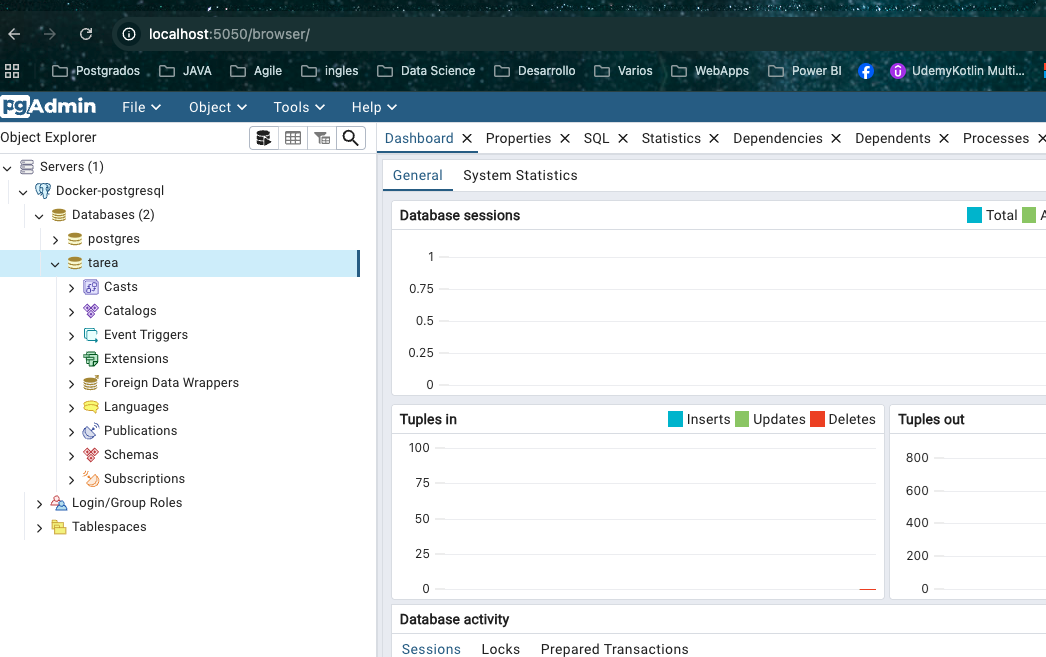 localhost:5050/browser/
Postgrados JAVA Agile ingles Data Science Desarrollo Varios WebApps Power BI UdemyKotlin Multi...
pgAdmin File Object Tools Help
Object Explorer
Servers (1)
Docker-postgresql
Databases (2)
postgres
tarea
Casts
Catalogs
Event Triggers
Extensions
Foreign Data Wrappers
Languages
Publications
Schemas
Subscriptions
Login/Group Roles
Tablespaces
Dashboard Properties SQL Statistics Dependencies Dependents Processes
General System Statistics
Database sessions Total
1
0.75
0.5
0.25
0
Tuples in Inserts Updates Deletes
100
75
50
25
0
Tuples out
800
600
400
200
0
Database activity
Sessions Locks Prepared Transactions